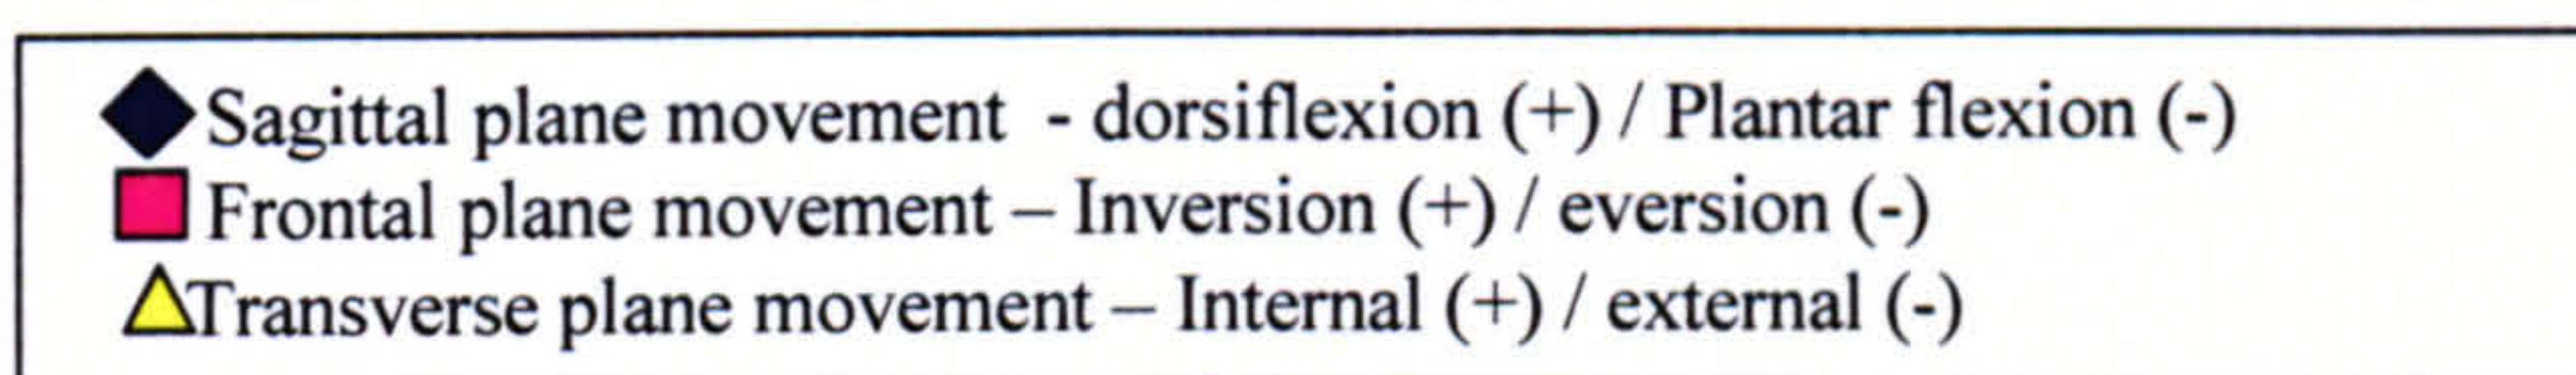 Sagittal plane movement - dorsiflexion (+) / Plantar flexion (-)
Frontal plane movement – Inversion (+) / eversion (-)
Transverse plane movement – Internal (+) / external (-)